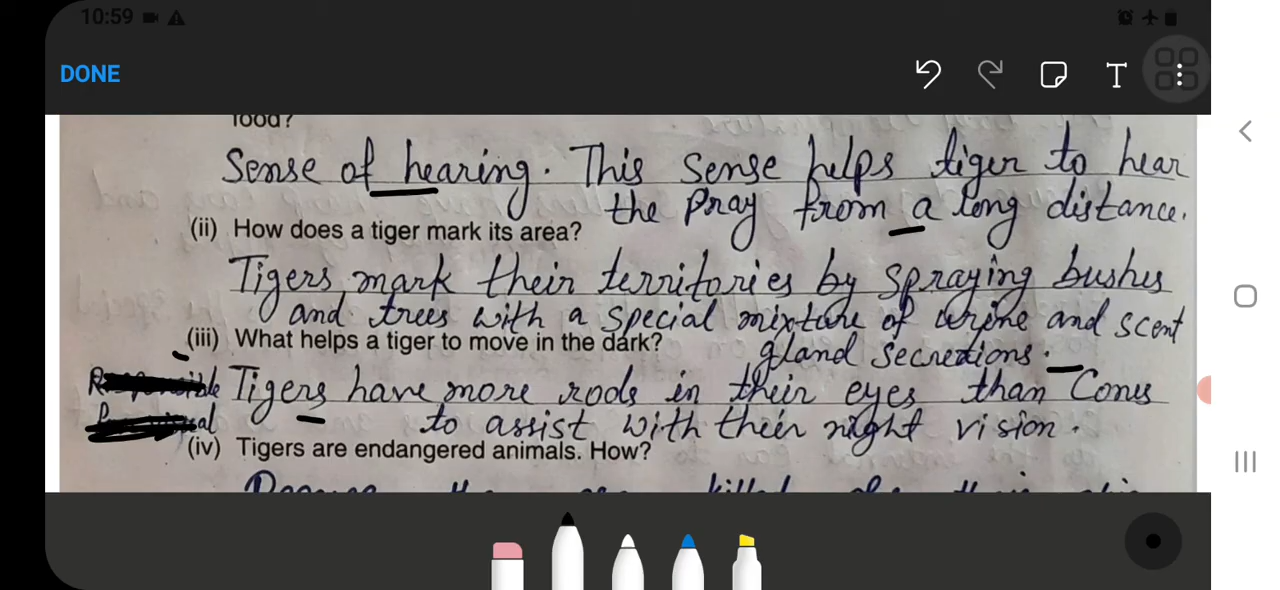 10:59
DONE
T
food?
Sense of hearing. This sense helps tiger to hear
the Pray from a long distance.
(ii) How does a tiger mark its area?
Tigers mark their territories by spraying bushes
and trees with a special mixture of urine and scent
gland secretions.
(iii) What helps a tiger to move in the dark?
Tigers have more rods in their eyes than Cones
to assist with their night vision.
(iv) Tigers are endangered animals. How?